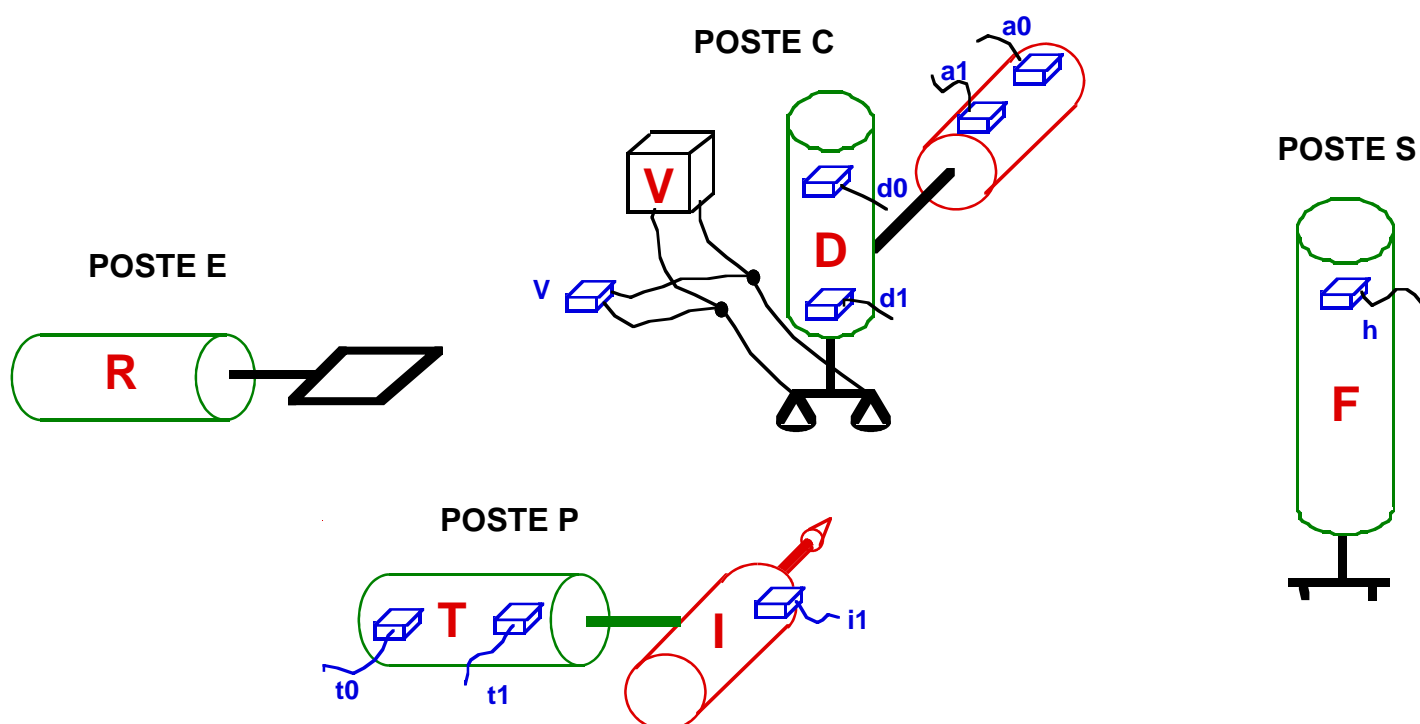 POSTE C
a0
a1
POSTE S
V
d0
D
POSTE E
V
d1
h
R
F
POSTE P
T
I
i1
t0
t1